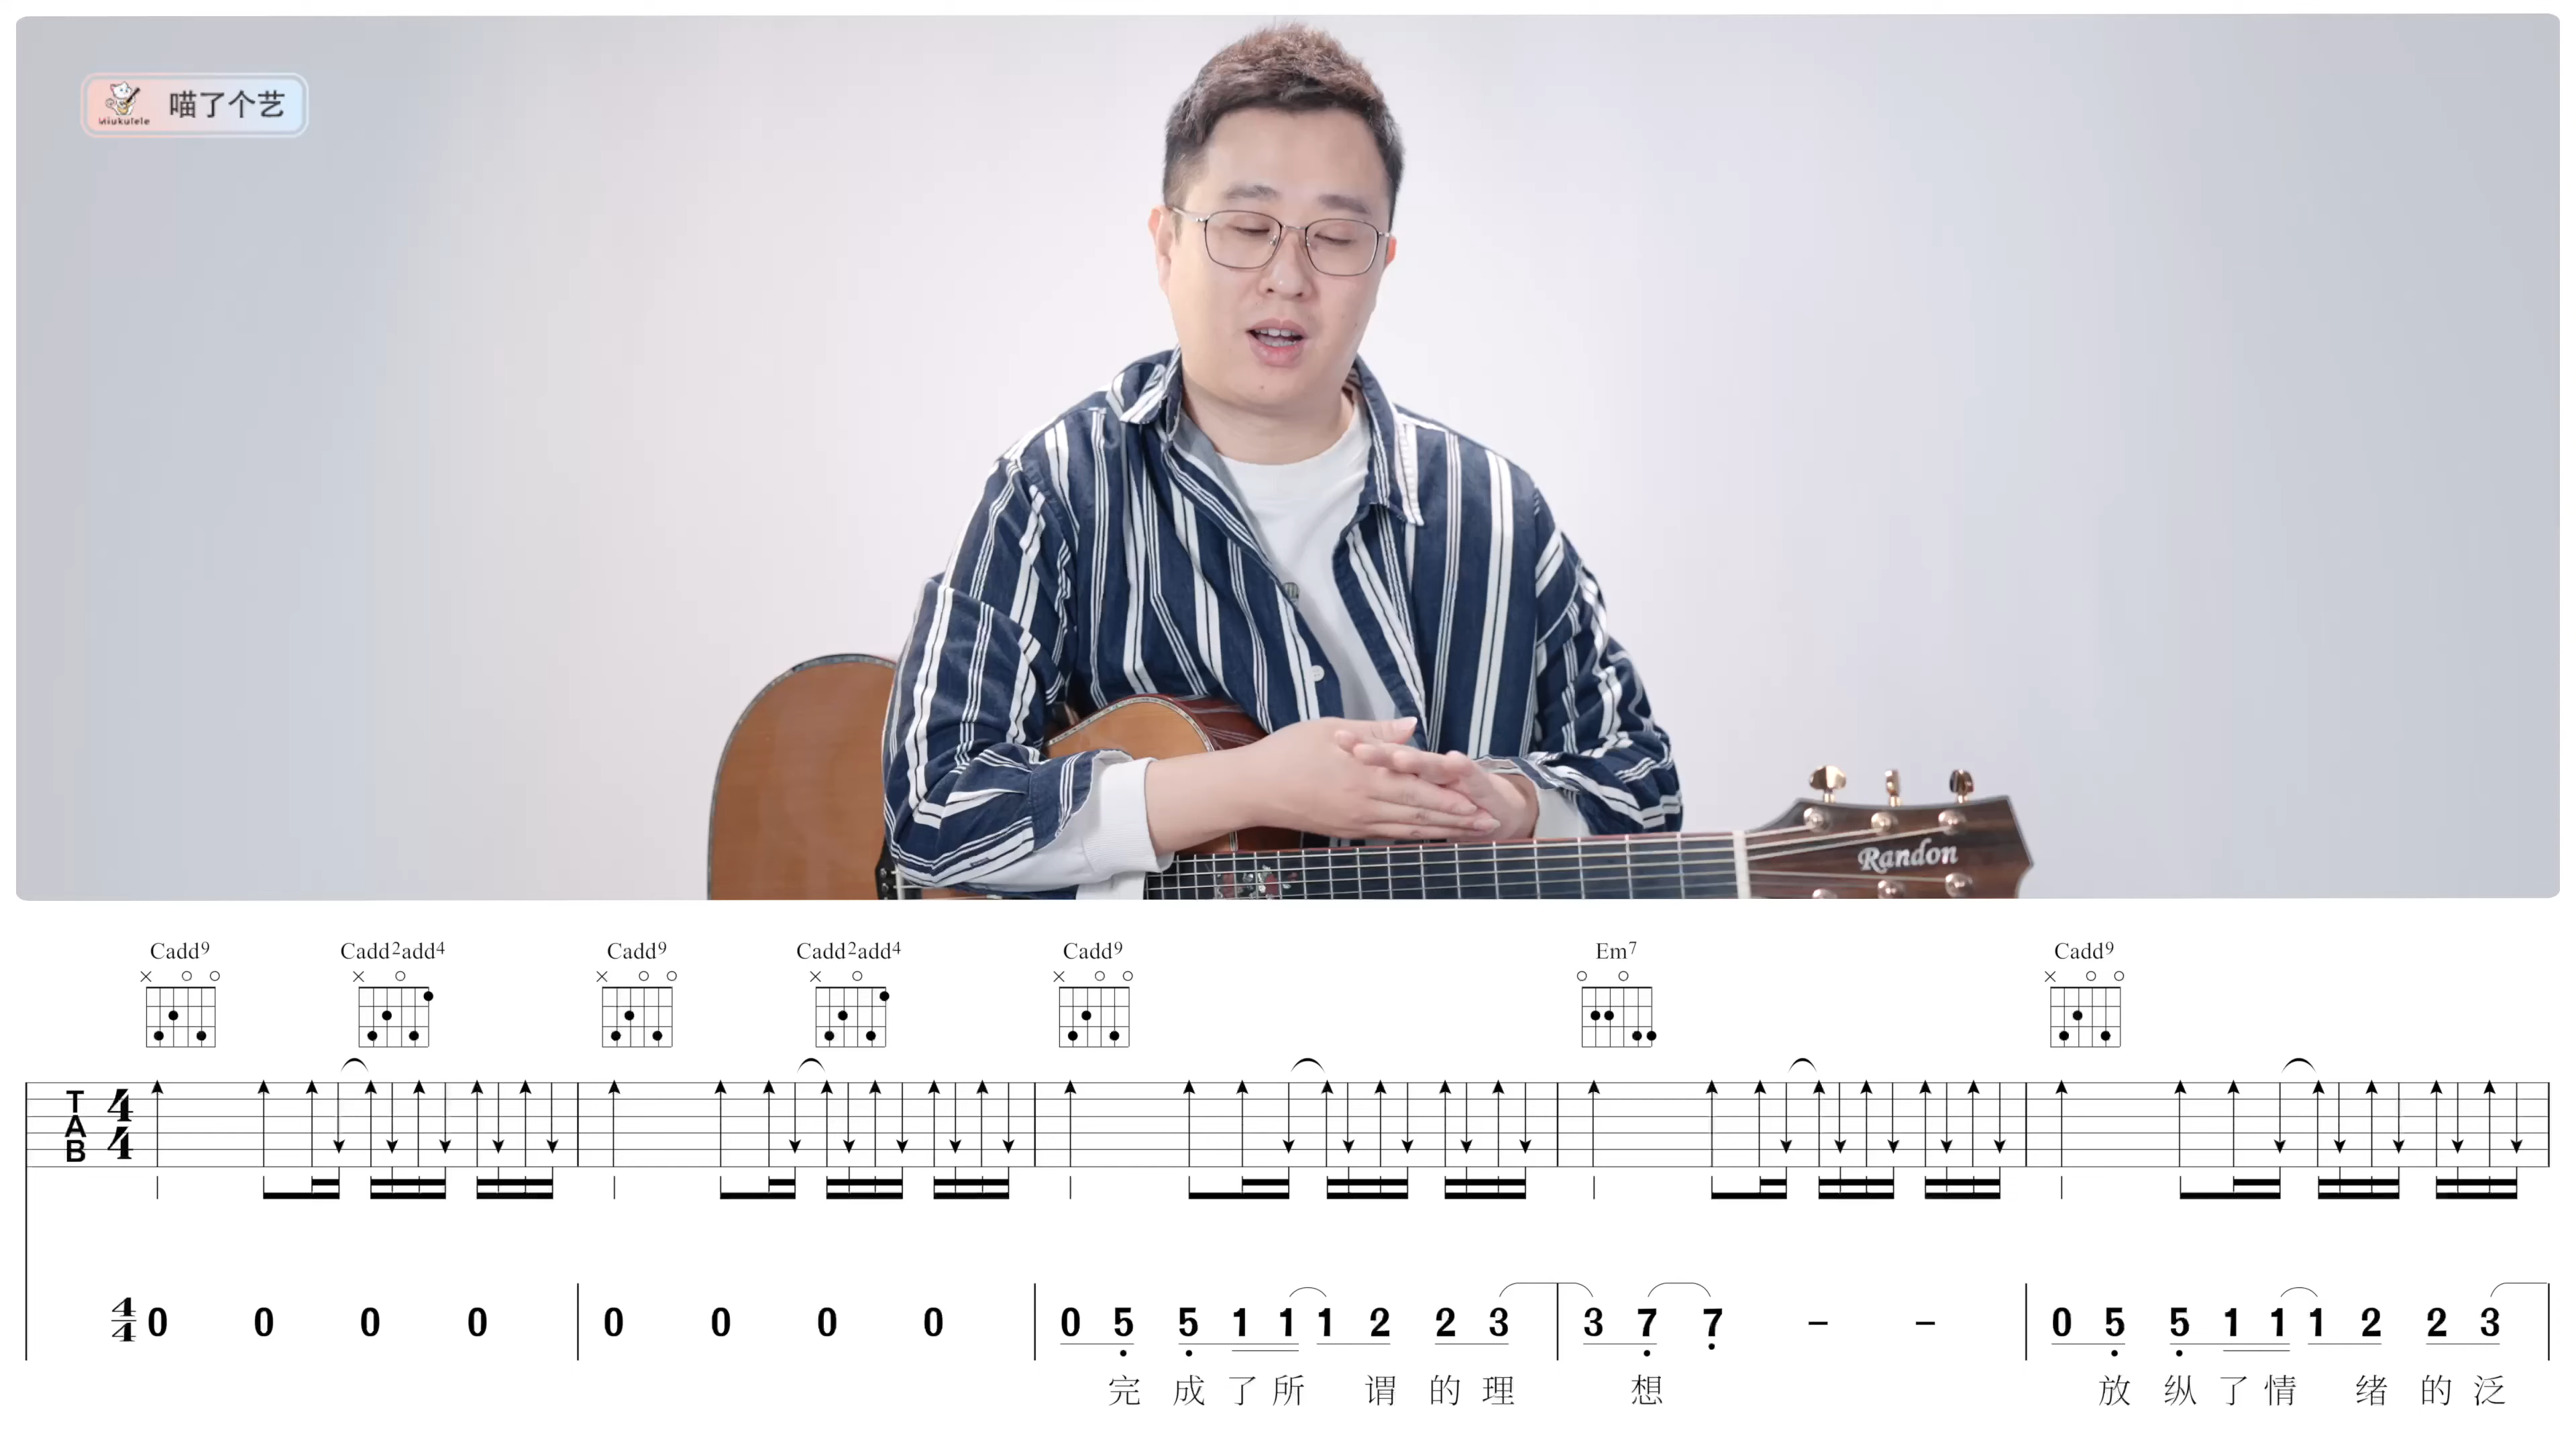 喵了个艺
Miukulele
Randon
Cadd9 Cadd2add4 Cadd9 Cadd2add4 Cadd9 Em7 Cadd9
T A B 4/4
4/4 0 0 0 0 0 0 0 0 0 5 5 1 1 1 2 2 3 3 7 7 – – 0 5 5 1 1 1 2 2 3
完 成 了 所 谓 的 理 想 放 纵 了 情 绪 的 泛